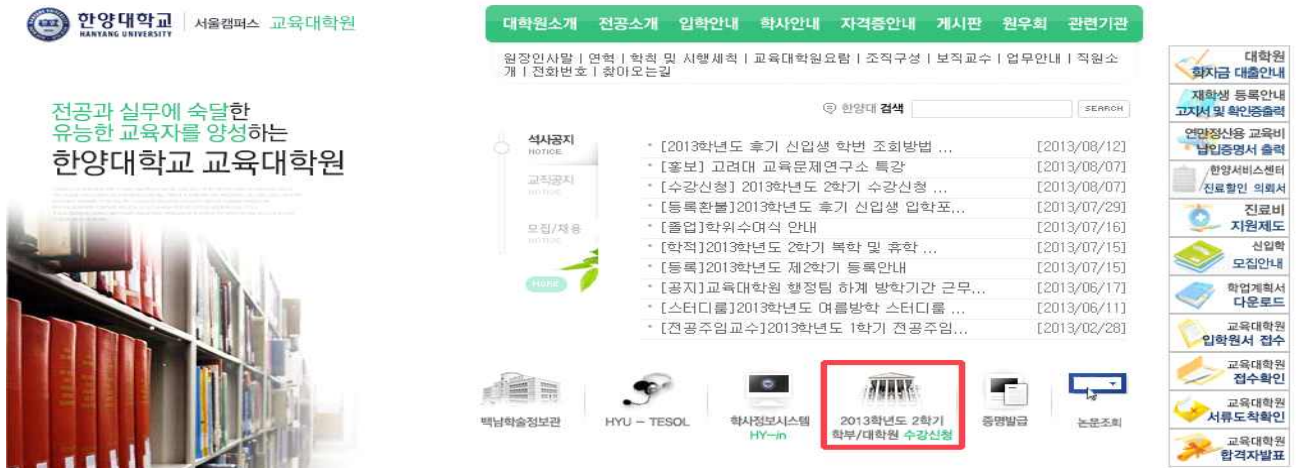 한양대학교
HANYANG UNIVERSITY
서울캠퍼스 교육대학원
대학원소개 전공소개 입학안내 학사안내 자격증안내 게시판 원우회 관련기관
원장인사말 | 연혁 | 학칙 및 시행세칙 | 교육대학원요람 | 조직구성 | 보직교수 | 업무안내 | 직원소
개 | 전화번호 | 찾아오는길
전공과 실무에 숙달한
유능한 교육자를 양성하는
한양대학교 교육대학원
한양대 검색 SEARCH
석사공지
NOTICE
교직공지
NOTICE
모집/채용
NOTICE
MORE
[2013학년도 후기 신입생 학번 조회방법 ... [2013/08/12]
[홍보] 고려대 교육문제연구소 특강 [2013/08/07]
[수강신청] 2013학년도 2학기 수강신청 ... [2013/08/07]
[등록환불]2013학년도 후기 신입생 입학포... [2013/07/29]
[졸업]학위수여식 안내 [2013/07/16]
[학적]2013학년도 2학기 복학 및 휴학 ... [2013/07/15]
[등록]2013학년도 제2학기 등록안내 [2013/07/15]
[공지]교육대학원 행정팀 하계 방학기간 근무... [2013/06/17]
[스터디룸]2013학년도 여름방학 스터디룸 ... [2013/06/11]
[전공주임교수]2013학년도 1학기 전공주임... [2013/02/28]
백남학술정보관
HYU - TESOL
학사정보시스템
HY-in
2013학년도 2학기
학부/대학원 수강신청
증명발급
논문조회
대학원
학자금 대출안내
재학생 등록안내
고지서 및 확인증출력
연말정산용 교육비
납입증명서 출력
한양서비스센터
진료할인 의뢰서
진료비
지원제도
신입학
모집안내
학업계획서
다운로드
교육대학원
입학원서 접수
교육대학원
접수확인
교육대학원
서류도착확인
교육대학원
합격자발표